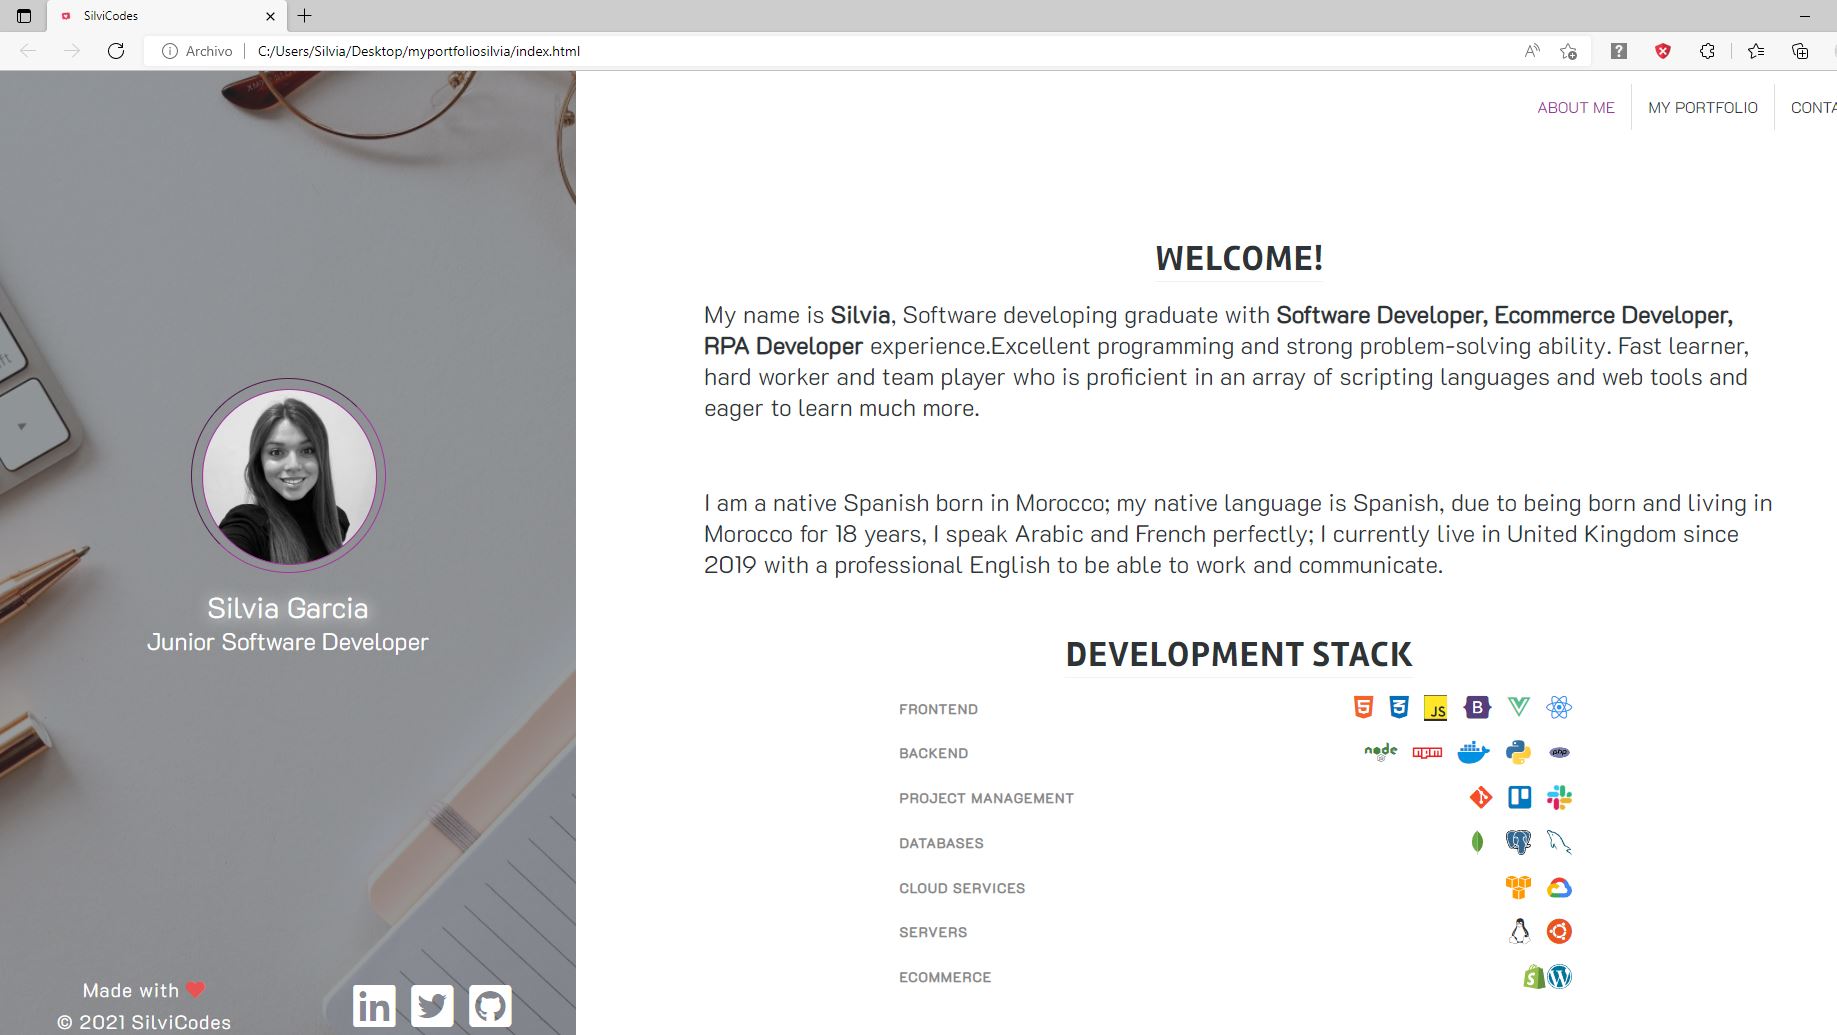 SilviCodes
Archivo
C:/Users/Silvia/Desktop/myportfoliosilvia/index.html
ABOUT ME
MY PORTFOLIO
CONTA
WELCOME!
My name is Silvia, Software developing graduate with Software Developer, Ecommerce Developer,
RPA Developer experience.Excellent programming and strong problem-solving ability. Fast learner,
hard worker and team player who is proficient in an array of scripting languages and web tools and
eager to learn much more.
I am a native Spanish born in Morocco; my native language is Spanish, due to being born and living in
Morocco for 18 years, I speak Arabic and French perfectly; I currently live in United Kingdom since
2019 with a professional English to be able to work and communicate.
Silvia Garcia
Junior Software Developer
DEVELOPMENT STACK
FRONTEND
JS B
BACKEND
node npm php
PROJECT MANAGEMENT
DATABASES
CLOUD SERVICES
SERVERS
ECOMMERCE
Made with ❤
© 2021 SilviCodes
in